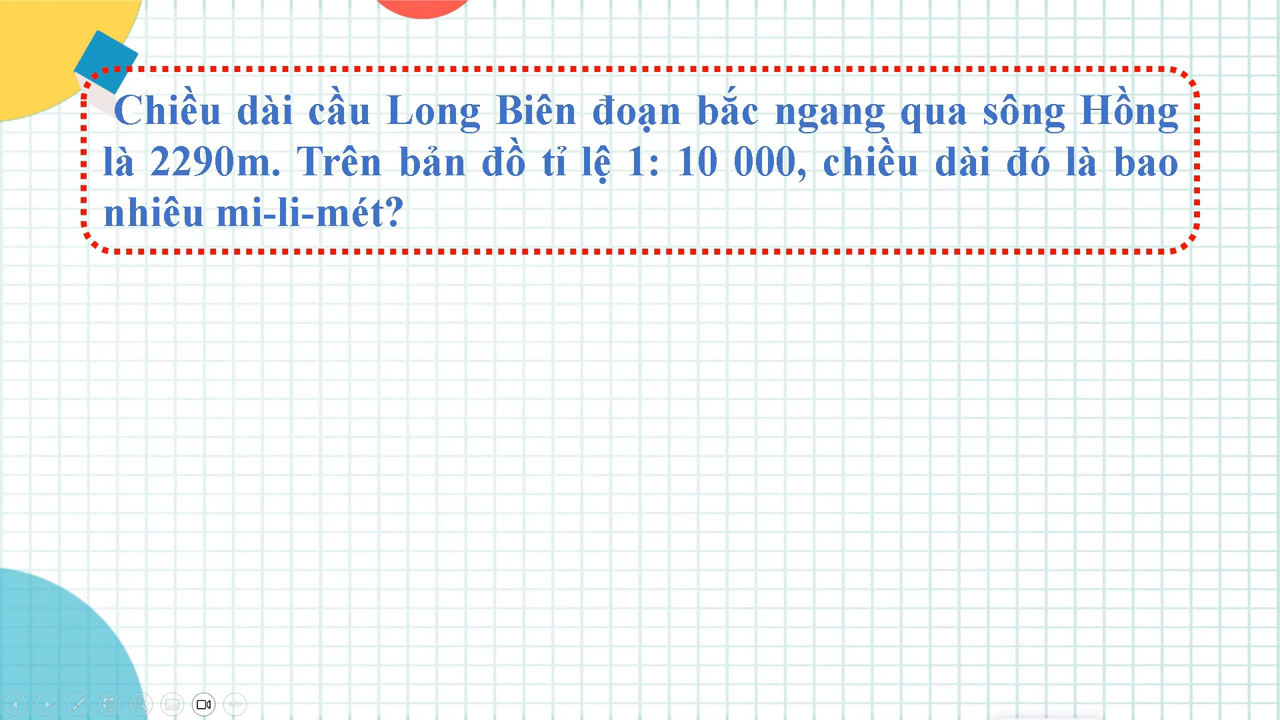 Chiều dài cầu Long Biên đoạn bắc ngang qua sông Hồng
là 2290m. Trên bản đồ tỉ lệ 1: 10 000, chiều dài đó là bao
nhiêu mi-li-mét?